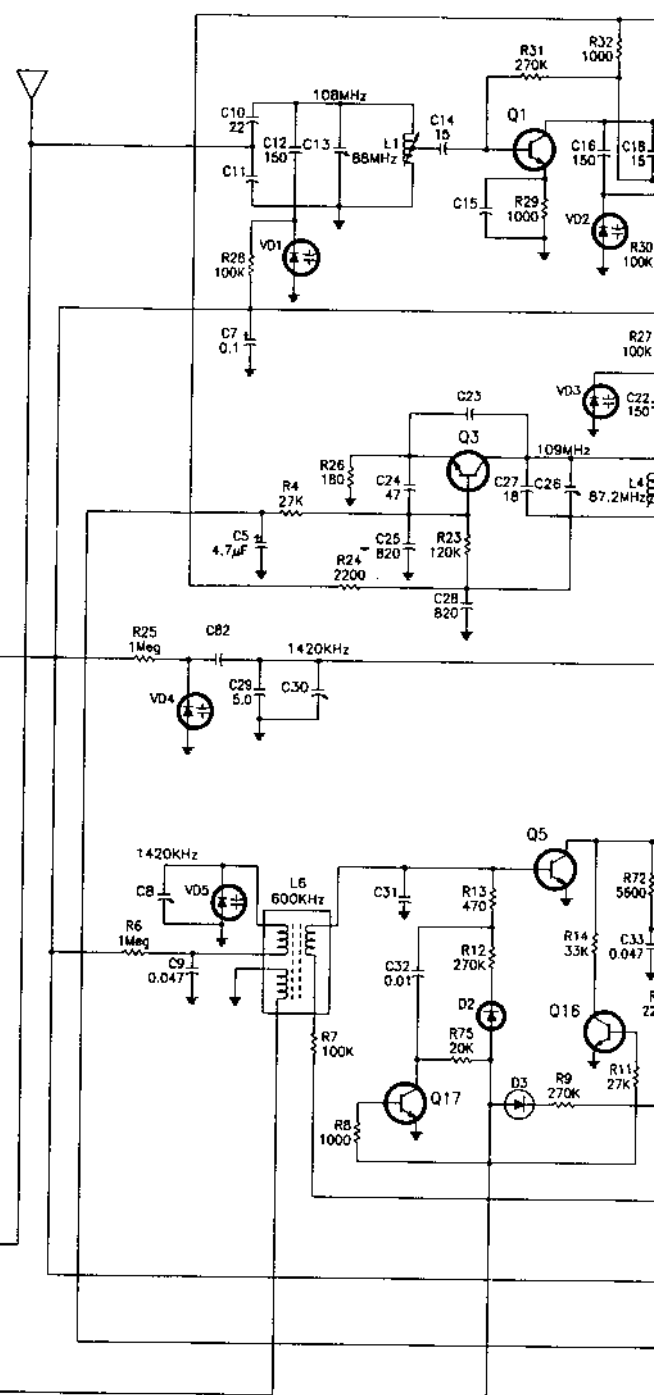 R32
1000
R31
270K
Q1
108MHz
C10
22
C12
150
C13
88MHz
L1
C14
15
C16
150
C18
15
C11
C15
R29
1000
VD2
R30
100K
R28
100K
VD1
C7
0.1
R27
100K
VD3
C22
150
C23
Q3
109MHz
R26
180
C24
47
C27
18
C26
L4
87.2MHz
R4
27K
C5
4.7µF
C25
820
R23
120K
R24
2200
C28
820
R25
1Meg
C82
1420KHz
VD4
C29
5.0
C30
Q5
1420KHz
C8
VD5
L6
600KHz
C31
R13
470
R72
5600
R6
1Meg
C9
0.047
C32
0.01
R12
270K
R14
33K
C33
0.047
D2
Q16
R7
100K
R75
20K
Q17
D3
R9
270K
R11
27K
R8
1000